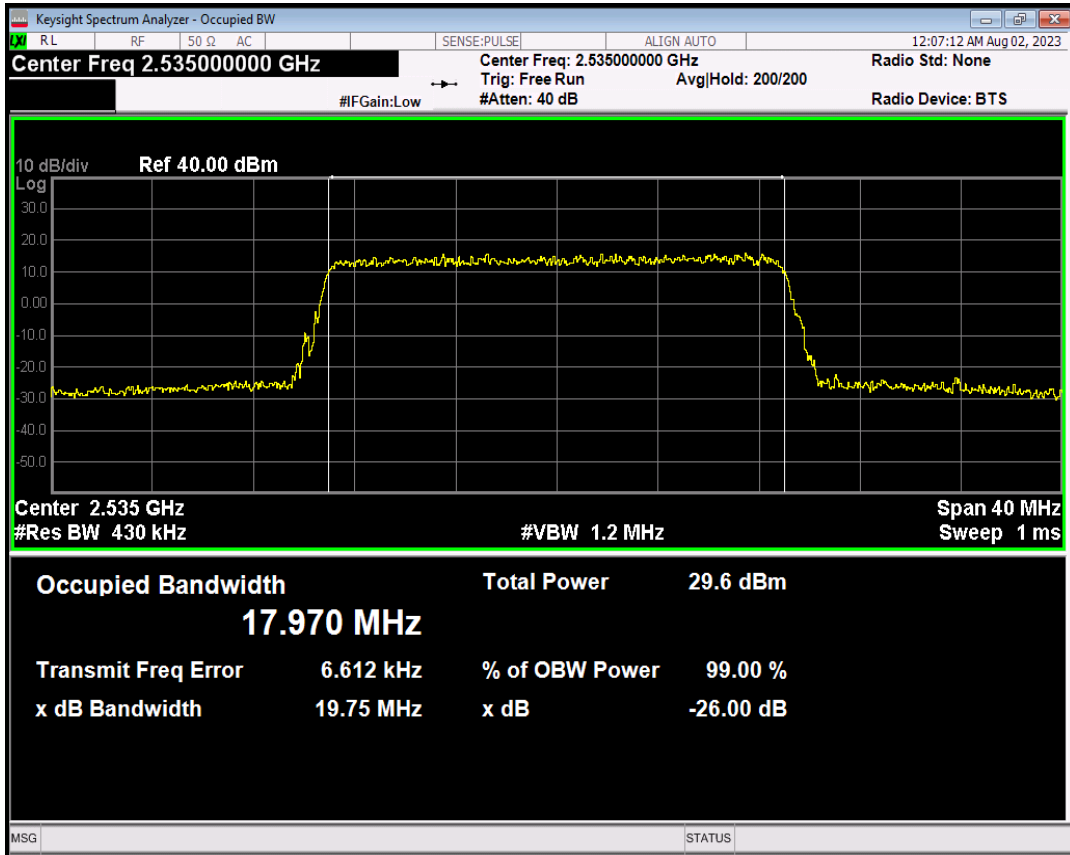 Keysight Spectrum Analyzer - Occupied BW
LXI RL RF 50 Ω AC SENSE:PULSE ALIGN AUTO 12:07:12 AM Aug 02, 2023
Center Freq 2.535000000 GHz Center Freq: 2.535000000 GHz Radio Std: None
Trig: Free Run Avg|Hold: 200/200
#IFGain:Low #Atten: 40 dB Radio Device: BTS
10 dB/div Ref 40.00 dBm
Log
30.0
20.0
10.0
0.00
-10.0
-20.0
-30.0
-40.0
-50.0
Center 2.535 GHz Span 40 MHz
#Res BW 430 kHz #VBW 1.2 MHz Sweep 1 ms
Occupied Bandwidth Total Power 29.6 dBm
17.970 MHz
Transmit Freq Error 6.612 kHz % of OBW Power 99.00 %
x dB Bandwidth 19.75 MHz x dB -26.00 dB
MSG STATUS